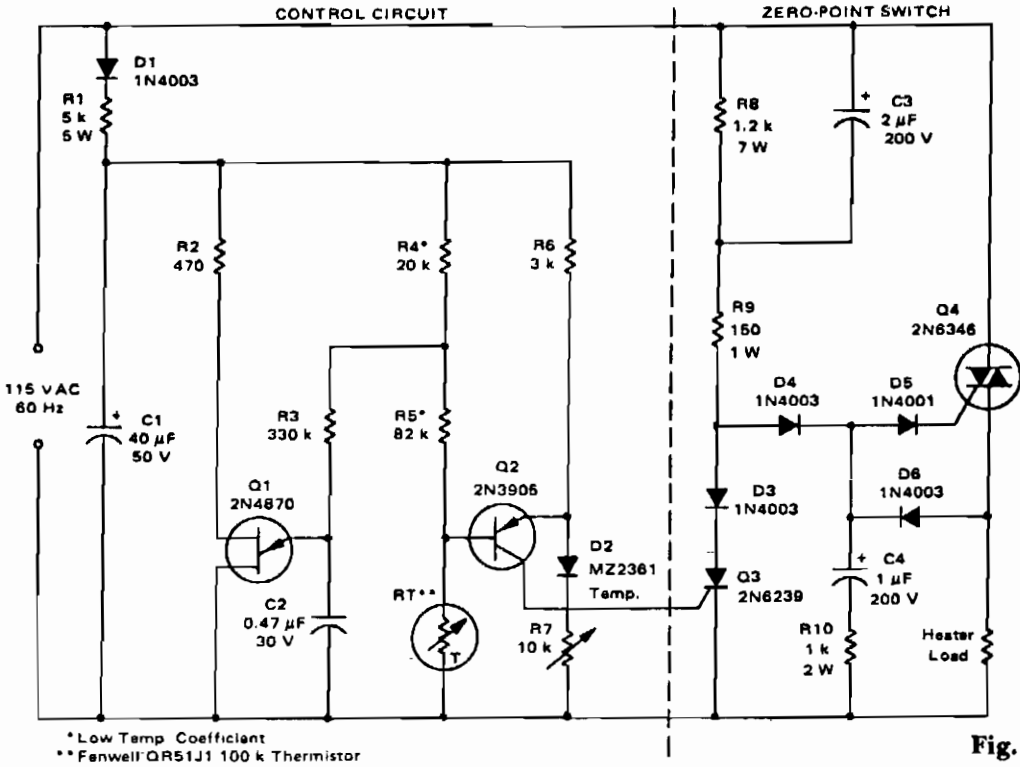 CONTROL CIRCUIT
ZERO-POINT SWITCH
D1
1N4003
R1
5 k
5 W
R8
1.2 k
7 W
C3
+
2 µF
200 V
R2
470
R4*
20 k
R6
3 k
R9
150
1 W
Q4
2N6346
115 VAC
60 Hz
+
C1
40 µF
50 V
R3
330 k
R5*
82 k
D4
1N4003
D5
1N4001
Q1
2N4870
Q2
2N3905
D3
1N4003
D6
1N4003
D2
MZ2361
Temp.
Q3
2N6239
+
C4
1 µF
200 V
C2
0.47 µF
30 V
RT**
T
R7
10 k
R10
1 k
2 W
Heater
Load
*Low Temp Coefficient
**Fenwell QR51J1 100 k Thermistor
Fig.